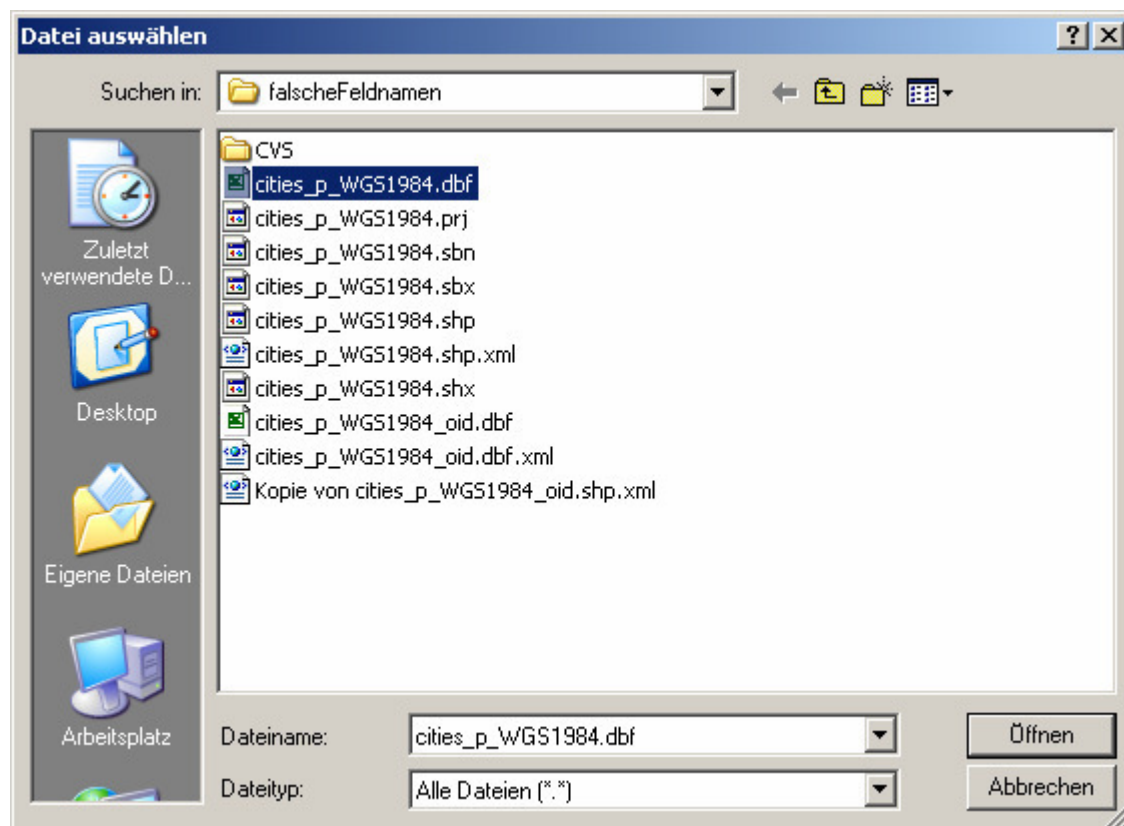 Datei auswählen
Suchen in:
falscheFeldnamen
Zuletzt
verwendete D...
Desktop
Eigene Dateien
Arbeitsplatz
CVS
cities_p_WGS1984.dbf
cities_p_WGS1984.prj
cities_p_WGS1984.sbn
cities_p_WGS1984.sbx
cities_p_WGS1984.shp
cities_p_WGS1984.shp.xml
cities_p_WGS1984.shx
cities_p_WGS1984_oid.dbf
cities_p_WGS1984_oid.dbf.xml
Kopie von cities_p_WGS1984_oid.shp.xml
Dateiname:
cities_p_WGS1984.dbf
Öffnen
Dateityp:
Alle Dateien (*.*)
Abbrechen